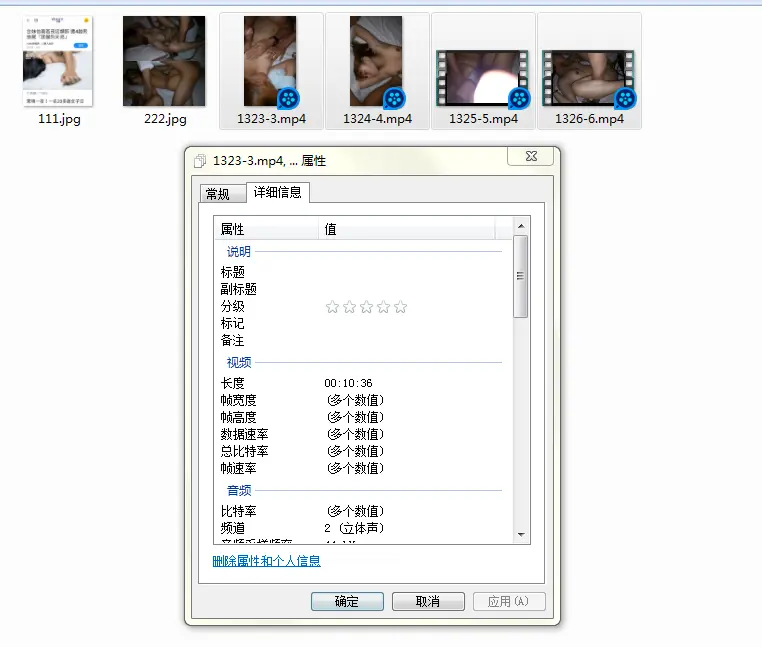 111.jpg
222.jpg
1323-3.mp4
1324-4.mp4
1325-5.mp4
1326-6.mp4
1323-3.mp4, ... 属性
常规
详细信息
属性 值
说明
标题
副标题
分级
标记
备注
视频
长度 00:10:36
帧宽度 (多个数值)
帧高度 (多个数值)
数据速率 (多个数值)
总比特率 (多个数值)
帧速率 (多个数值)
音频
比特率 (多个数值)
频道 2 (立体声)
删除属性和个人信息
确定
取消
应用(A)